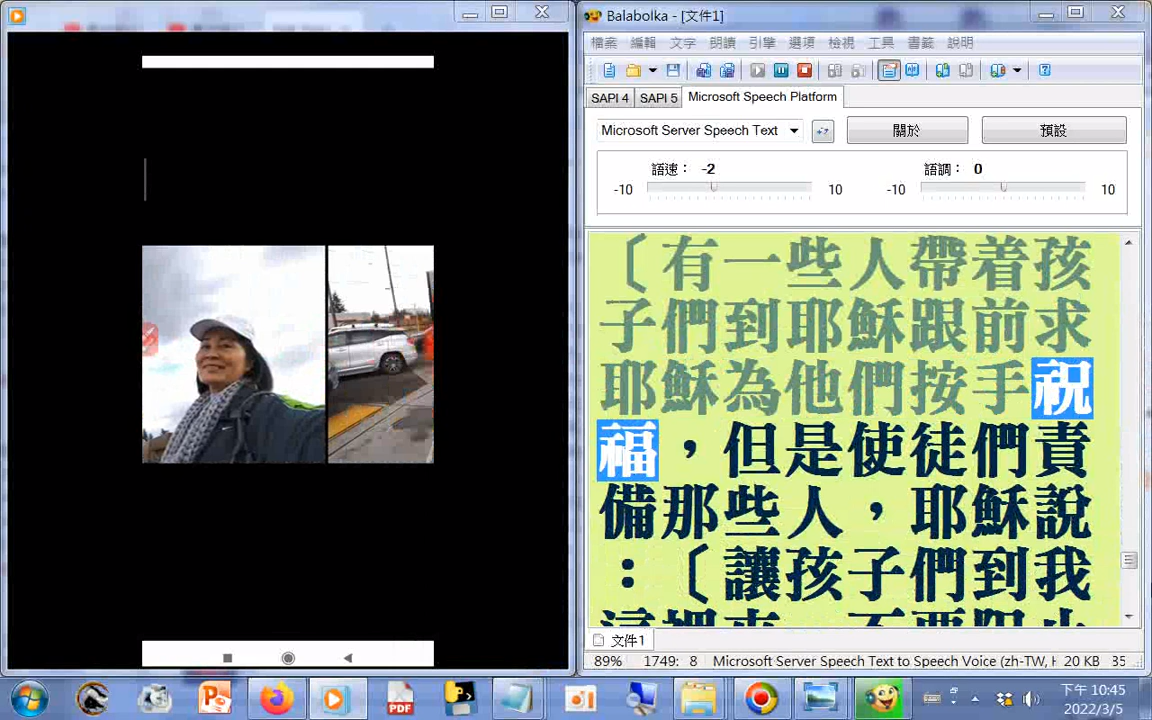 Balabolka - [文件1]
檔案 編輯 文字 朗讀 引擎 選項 檢視 工具 書籤 說明
SAPI 4 SAPI 5 Microsoft Speech Platform
Microsoft Server Speech Text 關於 預設
語速： -2 語調： 0
-10 10 -10 10
〔有一些人帶着孩
子們到耶穌跟前求
耶穌為他們按手祝
福，但是使徒們責
備那些人，耶穌說
：〔讓孩子們到我
文件1
89% 1749: 8 Microsoft Server Speech Text to Speech Voice (zh-TW, 20 KB 35
PDF
下午 10:45
2022/3/5